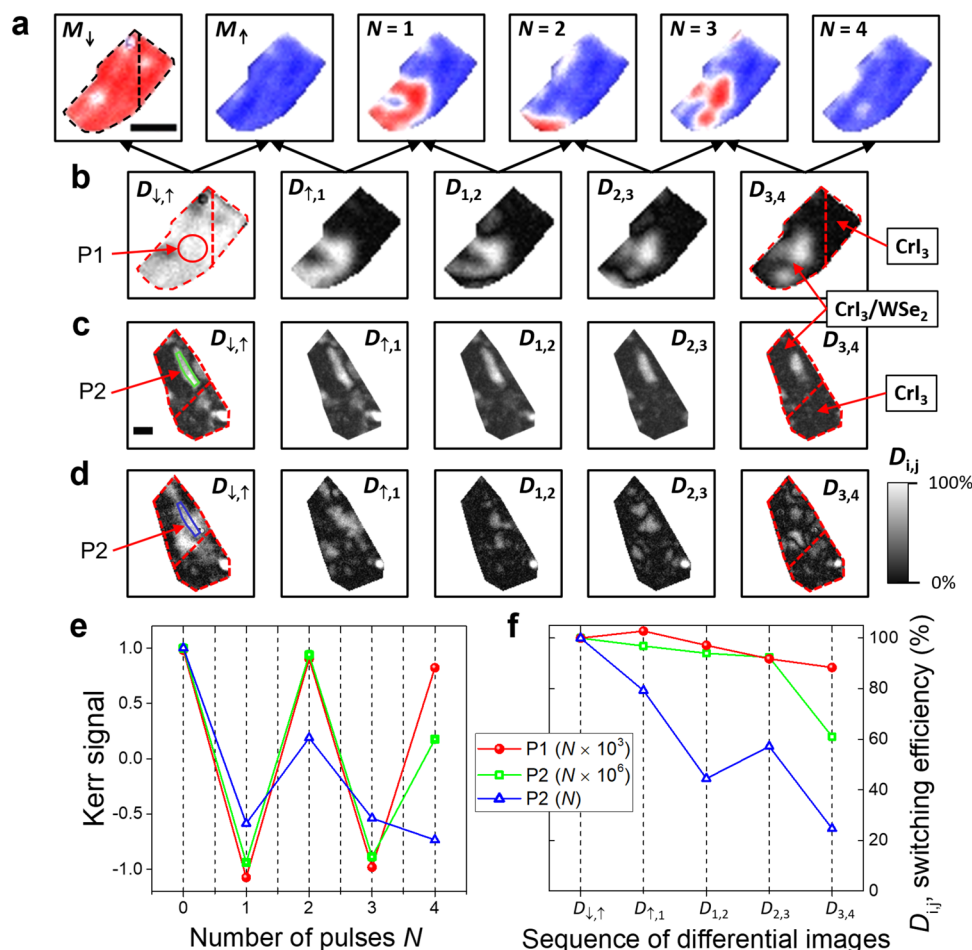 a
M↓
M↑
N = 1
N = 2
N = 3
N = 4
b
D↓,↑
D↑,1
D1,2
D2,3
D3,4
P1
CrI3
CrI3/WSe2
c
D↓,↑
D↑,1
D1,2
D2,3
D3,4
P2
CrI3
d
D↓,↑
D↑,1
D1,2
D2,3
D3,4
P2
Di,j
100%
0%
e
Kerr signal
1.0
0.5
0.0
-0.5
-1.0
0 1 2 3 4
Number of pulses N
f
P1 (N × 10³)
P2 (N × 10⁶)
P2 (N)
100
80
60
40
20
0
Di,j, switching efficiency (%)
D↓,↑ D↑,1 D1,2 D2,3 D3,4
Sequence of differential images